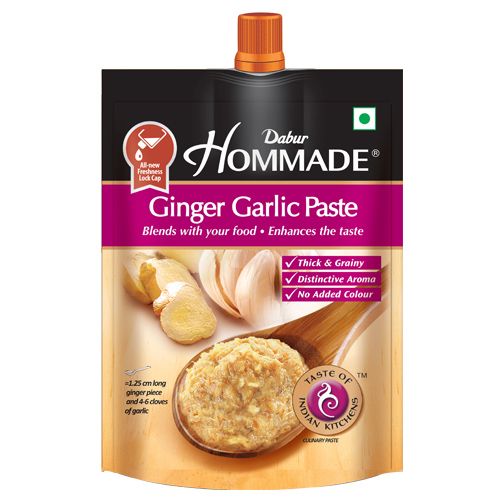 Dabur
HOMMADE®
All-new
Freshness
Lock Cap
Ginger Garlic Paste
Blends with your food • Enhances the taste
✓ Thick & Grainy
✓ Distinctive Aroma
✓ No Added Colour
=1.25 cm long
ginger piece
and 4-6 cloves
of garlic
TASTE OF
INDIAN KITCHENS
™
CULINARY PASTE